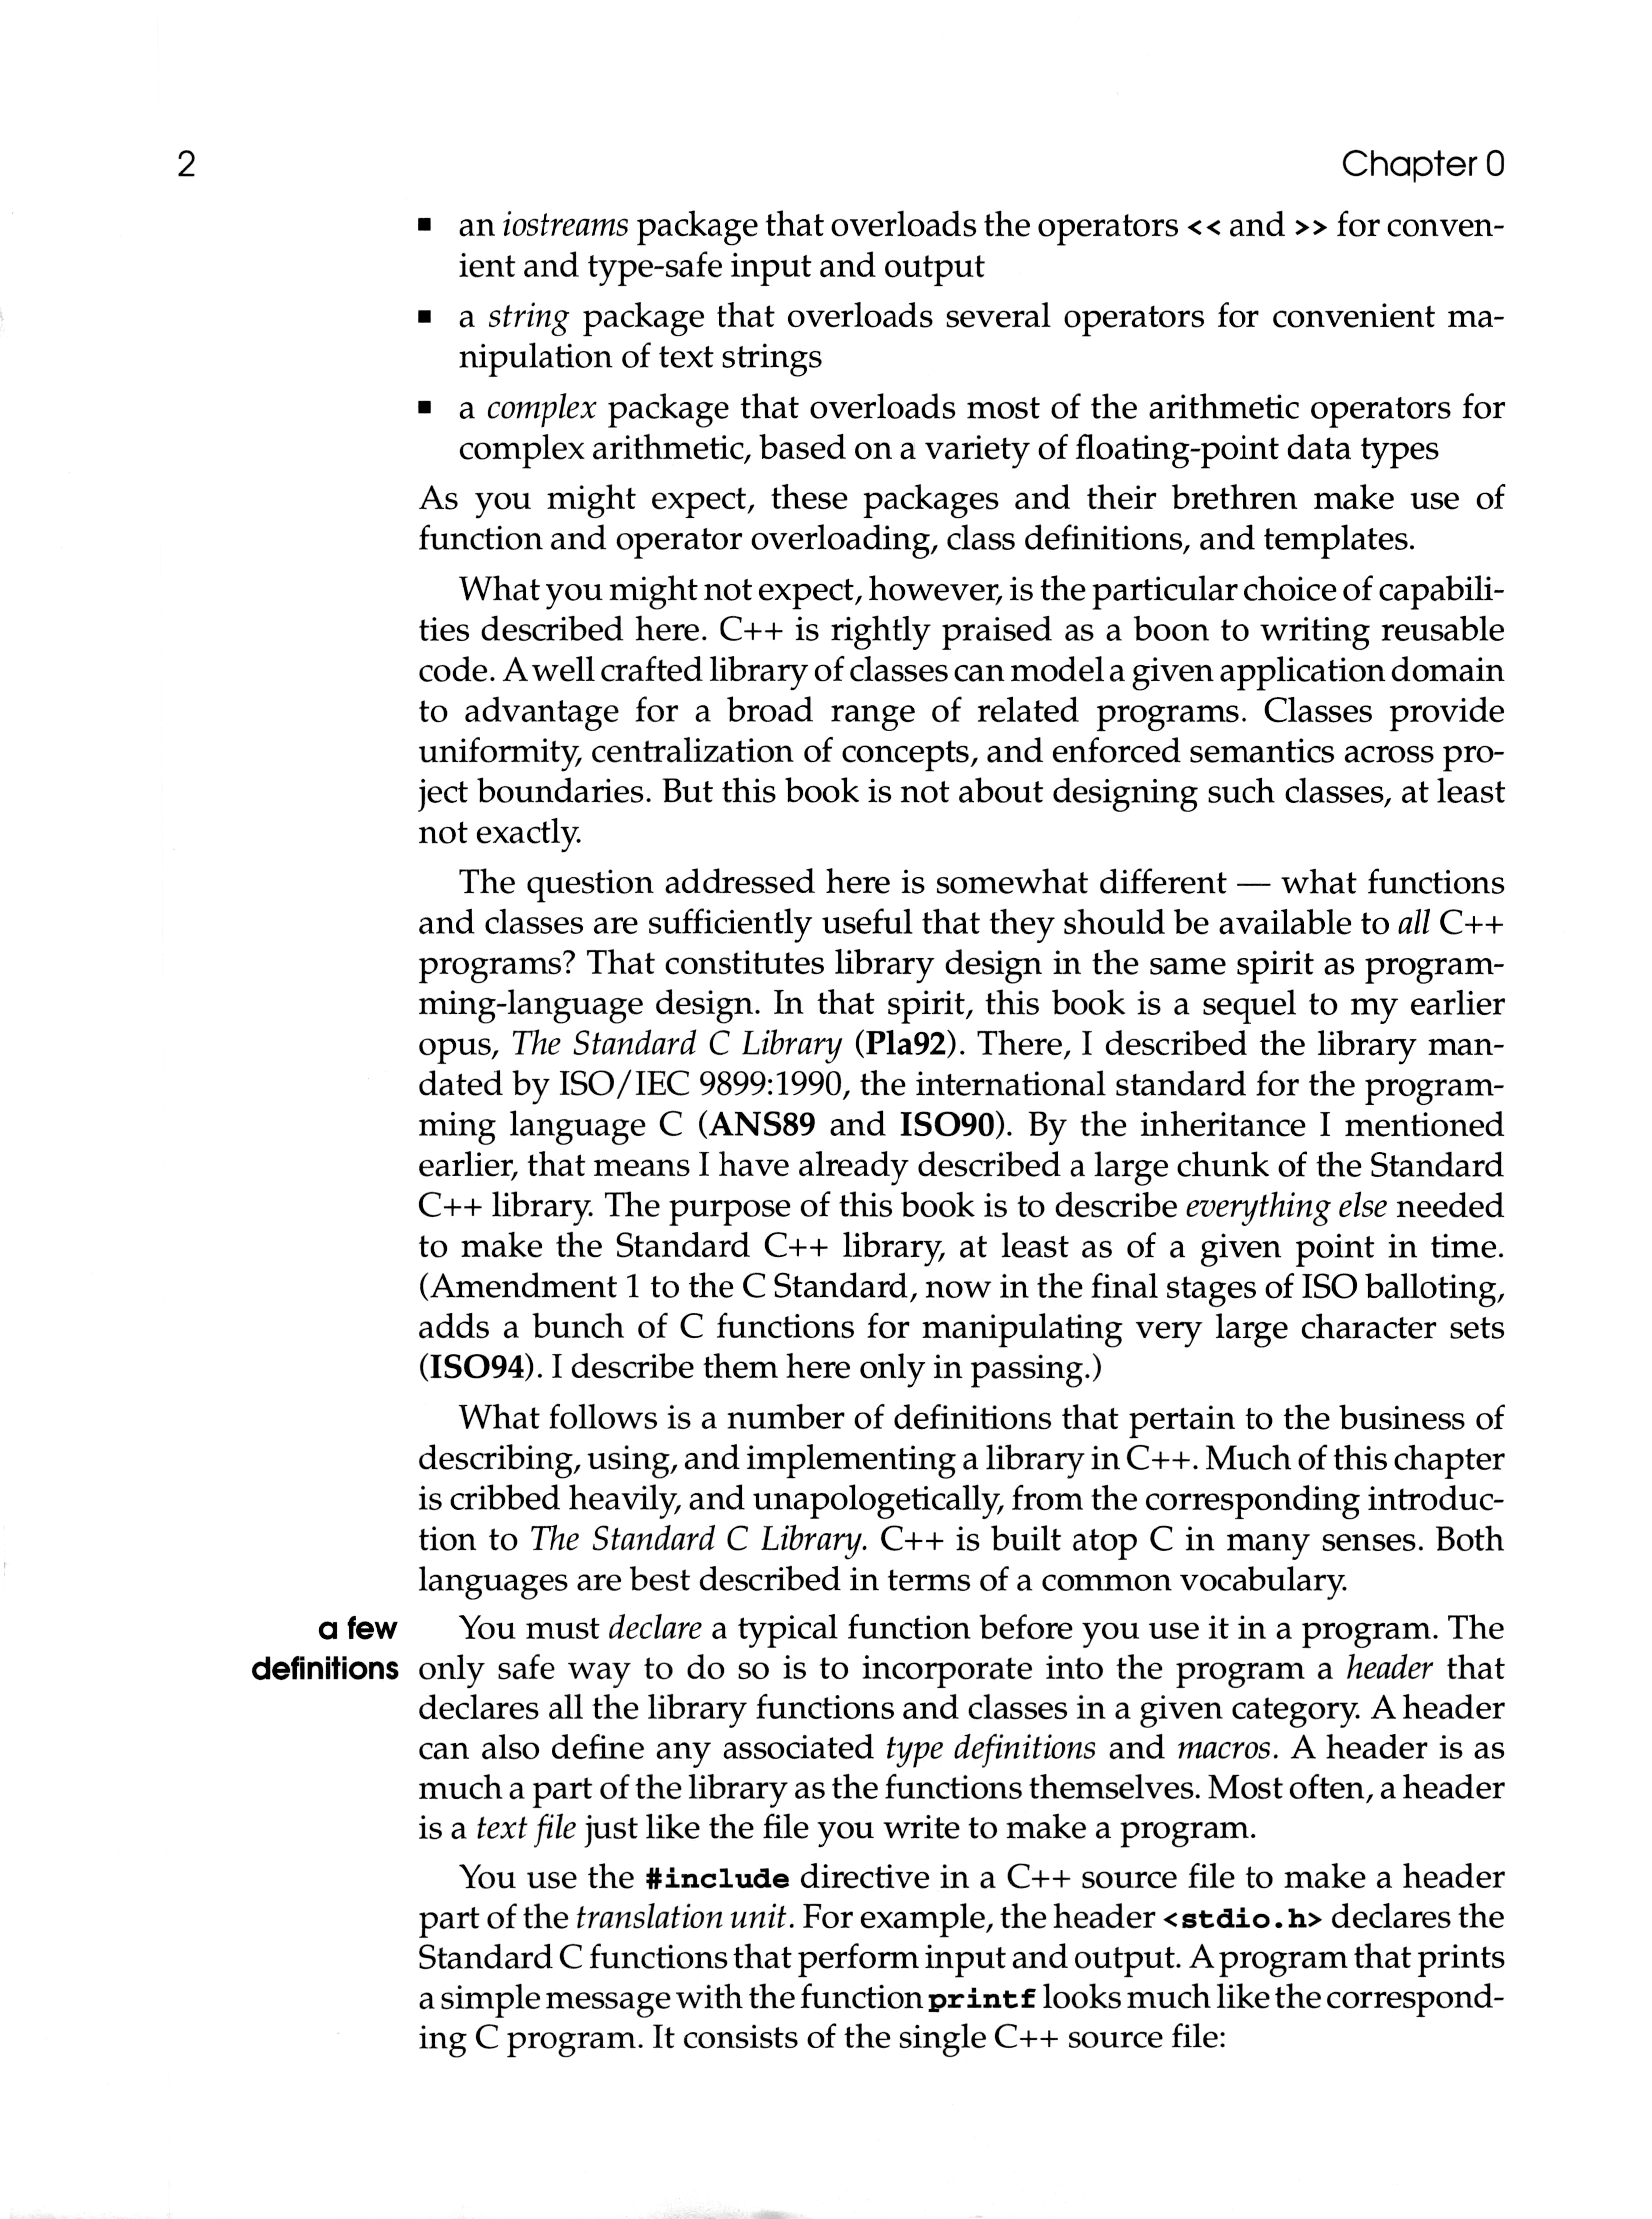 2
Chapter 0
▪ an iostreams package that overloads the operators << and >> for conven-
ient and type-safe input and output
▪ a string package that overloads several operators for convenient ma-
nipulation of text strings
▪ a complex package that overloads most of the arithmetic operators for
complex arithmetic, based on a variety of floating-point data types
As you might expect, these packages and their brethren make use of
function and operator overloading, class definitions, and templates.
What you might not expect, however, is the particular choice of capabili-
ties described here. C++ is rightly praised as a boon to writing reusable
code. A well crafted library of classes can model a given application domain
to advantage for a broad range of related programs. Classes provide
uniformity, centralization of concepts, and enforced semantics across pro-
ject boundaries. But this book is not about designing such classes, at least
not exactly.
The question addressed here is somewhat different — what functions
and classes are sufficiently useful that they should be available to all C++
programs? That constitutes library design in the same spirit as program-
ming-language design. In that spirit, this book is a sequel to my earlier
opus, The Standard C Library (Pla92). There, I described the library man-
dated by ISO/IEC 9899:1990, the international standard for the program-
ming language C (ANS89 and ISO90). By the inheritance I mentioned
earlier, that means I have already described a large chunk of the Standard
C++ library. The purpose of this book is to describe everything else needed
to make the Standard C++ library, at least as of a given point in time.
(Amendment 1 to the C Standard, now in the final stages of ISO balloting,
adds a bunch of C functions for manipulating very large character sets
(ISO94). I describe them here only in passing.)
What follows is a number of definitions that pertain to the business of
describing, using, and implementing a library in C++. Much of this chapter
is cribbed heavily, and unapologetically, from the corresponding introduc-
tion to The Standard C Library. C++ is built atop C in many senses. Both
languages are best described in terms of a common vocabulary.
a few
definitions
You must declare a typical function before you use it in a program. The
only safe way to do so is to incorporate into the program a header that
declares all the library functions and classes in a given category. A header
can also define any associated type definitions and macros. A header is as
much a part of the library as the functions themselves. Most often, a header
is a text file just like the file you write to make a program.
You use the #include directive in a C++ source file to make a header
part of the translation unit. For example, the header <stdio.h> declares the
Standard C functions that perform input and output. A program that prints
a simple message with the function printf looks much like the correspond-
ing C program. It consists of the single C++ source file: